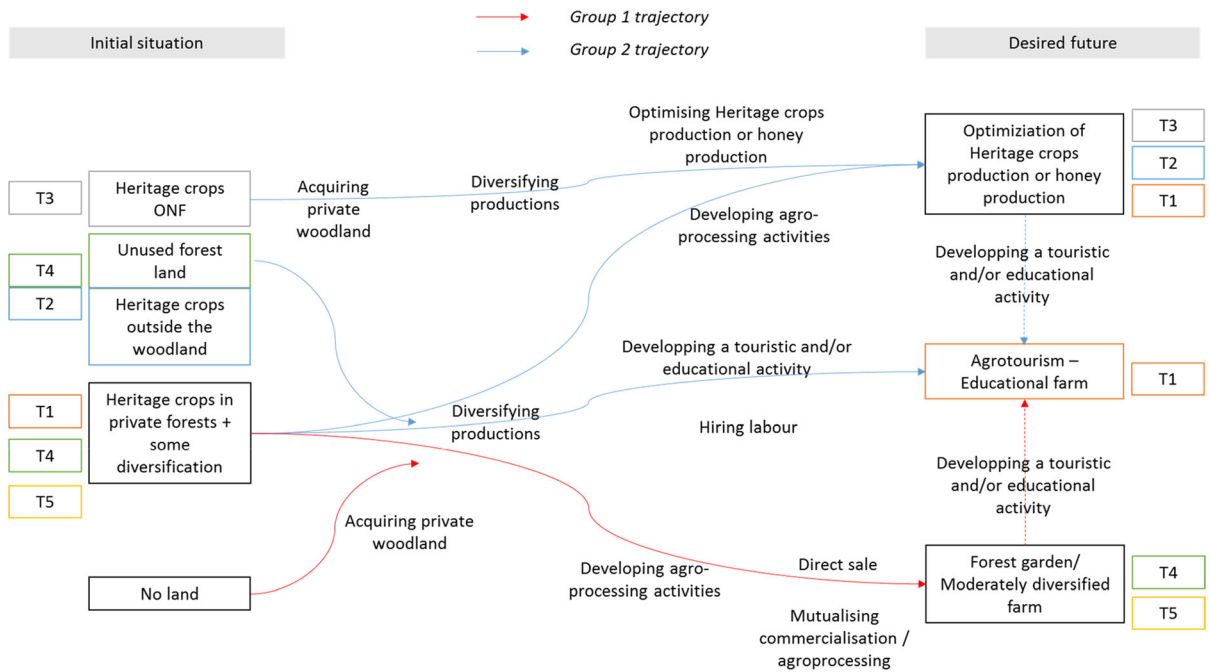 Group 1 trajectory
Initial situation
Group 2 trajectory
Desired future
Optimising Heritage crops
production or honey
production
Optimiziation of
Heritage crops
production or honey
production
T3
T2
T1
T3
Heritage crops
ONF
Acquiring
private
woodland
Diversifying
productions
Developing agro-
processing activities
T4
Unused forest
land
T2
Heritage crops
outside the
woodland
Developping a touristic
and/or educational
activity
Developping a touristic and/or
educational activity
Agrotourism –
Educational farm
T1
T1
T4
T5
Heritage crops in
private forests +
some
diversification
Diversifying
productions
Hiring labour
Developping a touristic
and/or educational
activity
Acquiring private
woodland
No land
Developing agro-
processing activities
Direct sale
Forest garden/
Moderately diversified
farm
T4
T5
Mutualising
commercialisation /
agroprocessing